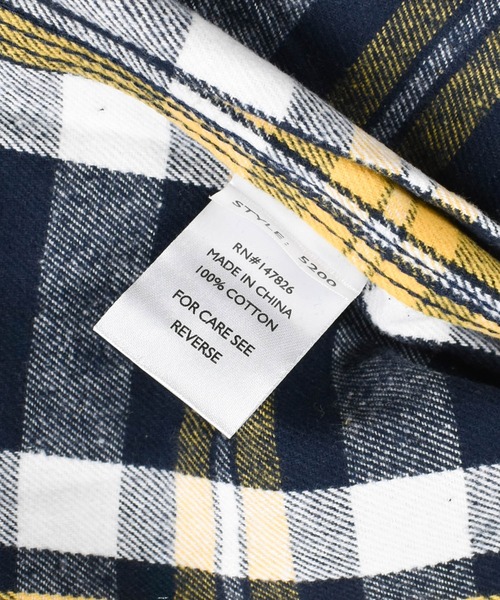 STYLE: 5200
RN#147826
MADE IN CHINA
100% COTTON
FOR CARE SEE
REVERSE